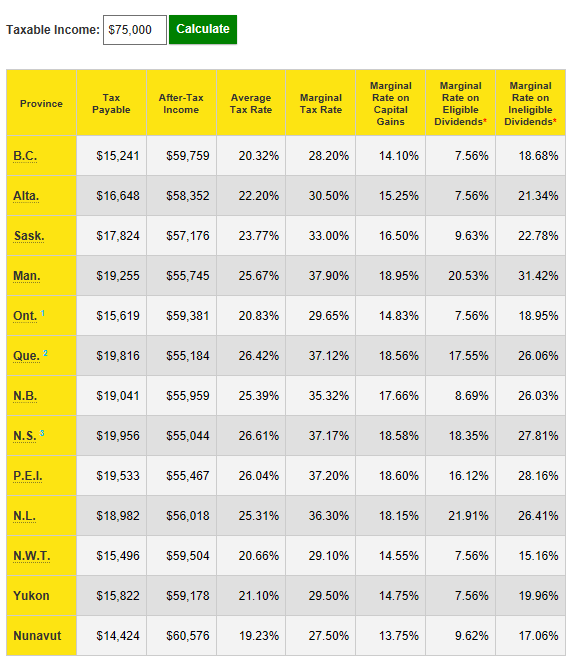 Taxable Income: $75,000 Calculate
Province Tax Payable After-Tax Income Average Tax Rate Marginal Tax Rate Marginal Rate on Capital Gains Marginal Rate on Eligible Dividends* Marginal Rate on Ineligible Dividends*
B.C. $15,241 $59,759 20.32% 28.20% 14.10% 7.56% 18.68%
Alta. $16,648 $58,352 22.20% 30.50% 15.25% 7.56% 21.34%
Sask. $17,824 $57,176 23.77% 33.00% 16.50% 9.63% 22.78%
Man. $19,255 $55,745 25.67% 37.90% 18.95% 20.53% 31.42%
Ont. 1 $15,619 $59,381 20.83% 29.65% 14.83% 7.56% 18.95%
Que. 2 $19,816 $55,184 26.42% 37.12% 18.56% 17.55% 26.06%
N.B. $19,041 $55,959 25.39% 35.32% 17.66% 8.69% 26.03%
N.S. 3 $19,956 $55,044 26.61% 37.17% 18.58% 18.35% 27.81%
P.E.I. $19,533 $55,467 26.04% 37.20% 18.60% 16.12% 28.16%
N.L. $18,982 $56,018 25.31% 36.30% 18.15% 21.91% 26.41%
N.W.T. $15,496 $59,504 20.66% 29.10% 14.55% 7.56% 15.16%
Yukon $15,822 $59,178 21.10% 29.50% 14.75% 7.56% 19.96%
Nunavut $14,424 $60,576 19.23% 27.50% 13.75% 9.62% 17.06%